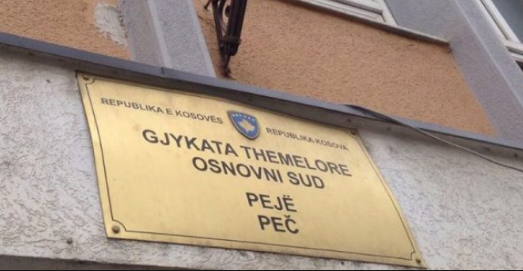 REPUBLIKA E KOSOVËS REPUBLIKA KOSOVA
GJYKATA THEMELORE
OSNOVNI SUD
PEJË
PEČ